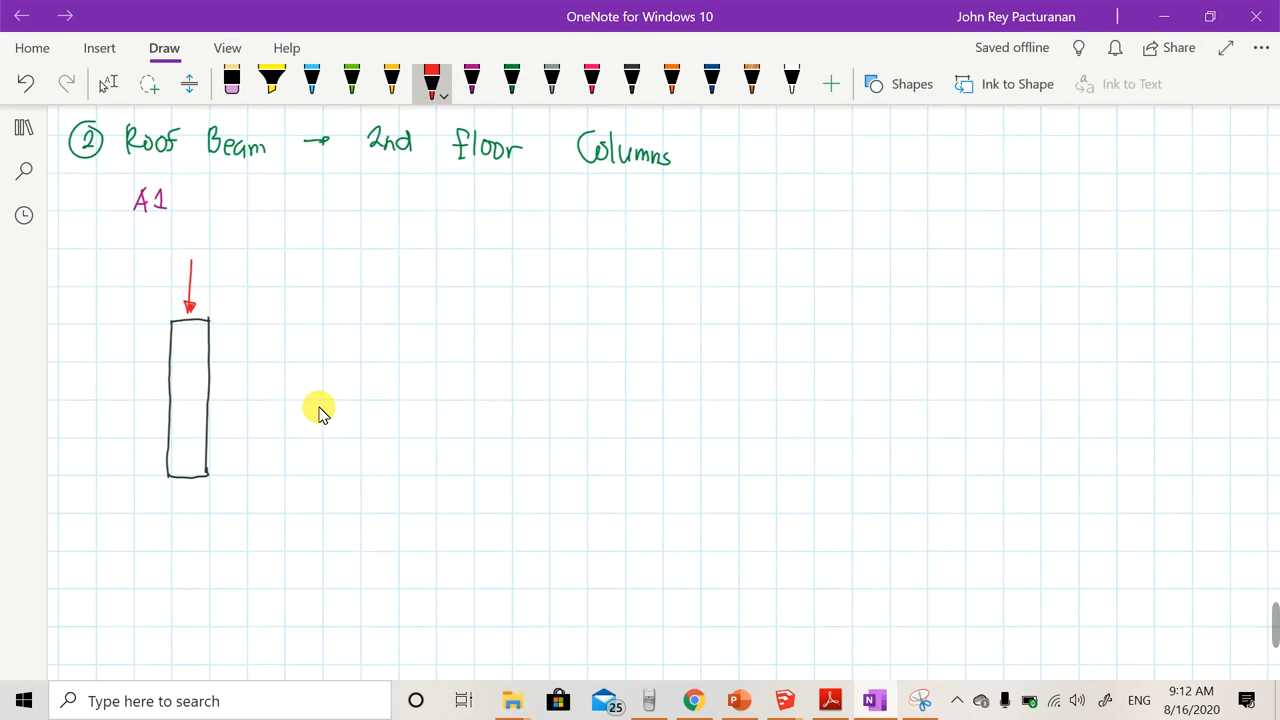 OneNote for Windows 10
John Rey Pacturanan
Home Insert Draw View Help
Saved offline
Share
Shapes
Ink to Shape
Ink to Text
② Roof Beam → 2nd floor Columns
A1
Type here to search
25
ENG
9:12 AM
8/16/2020